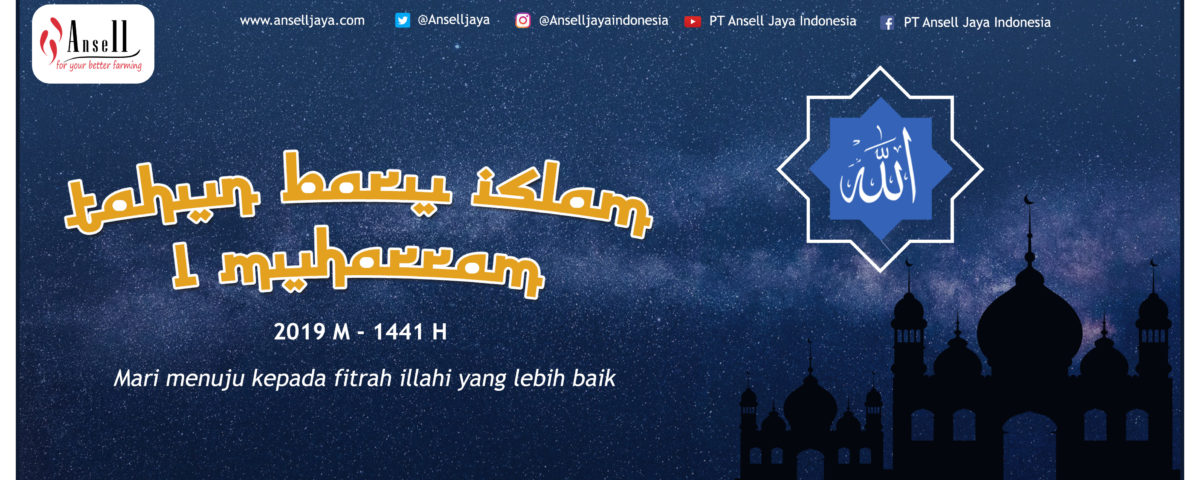 Ansell
for your better farming
www.anselljaya.com @Anselljaya @Anselljayaindonesia PT Ansell Jaya Indonesia PT Ansell Jaya Indonesia
الله
tahun baru islam
1 muharram
2019 M - 1441 H
Mari menuju kepada fitrah illahi yang lebih baik